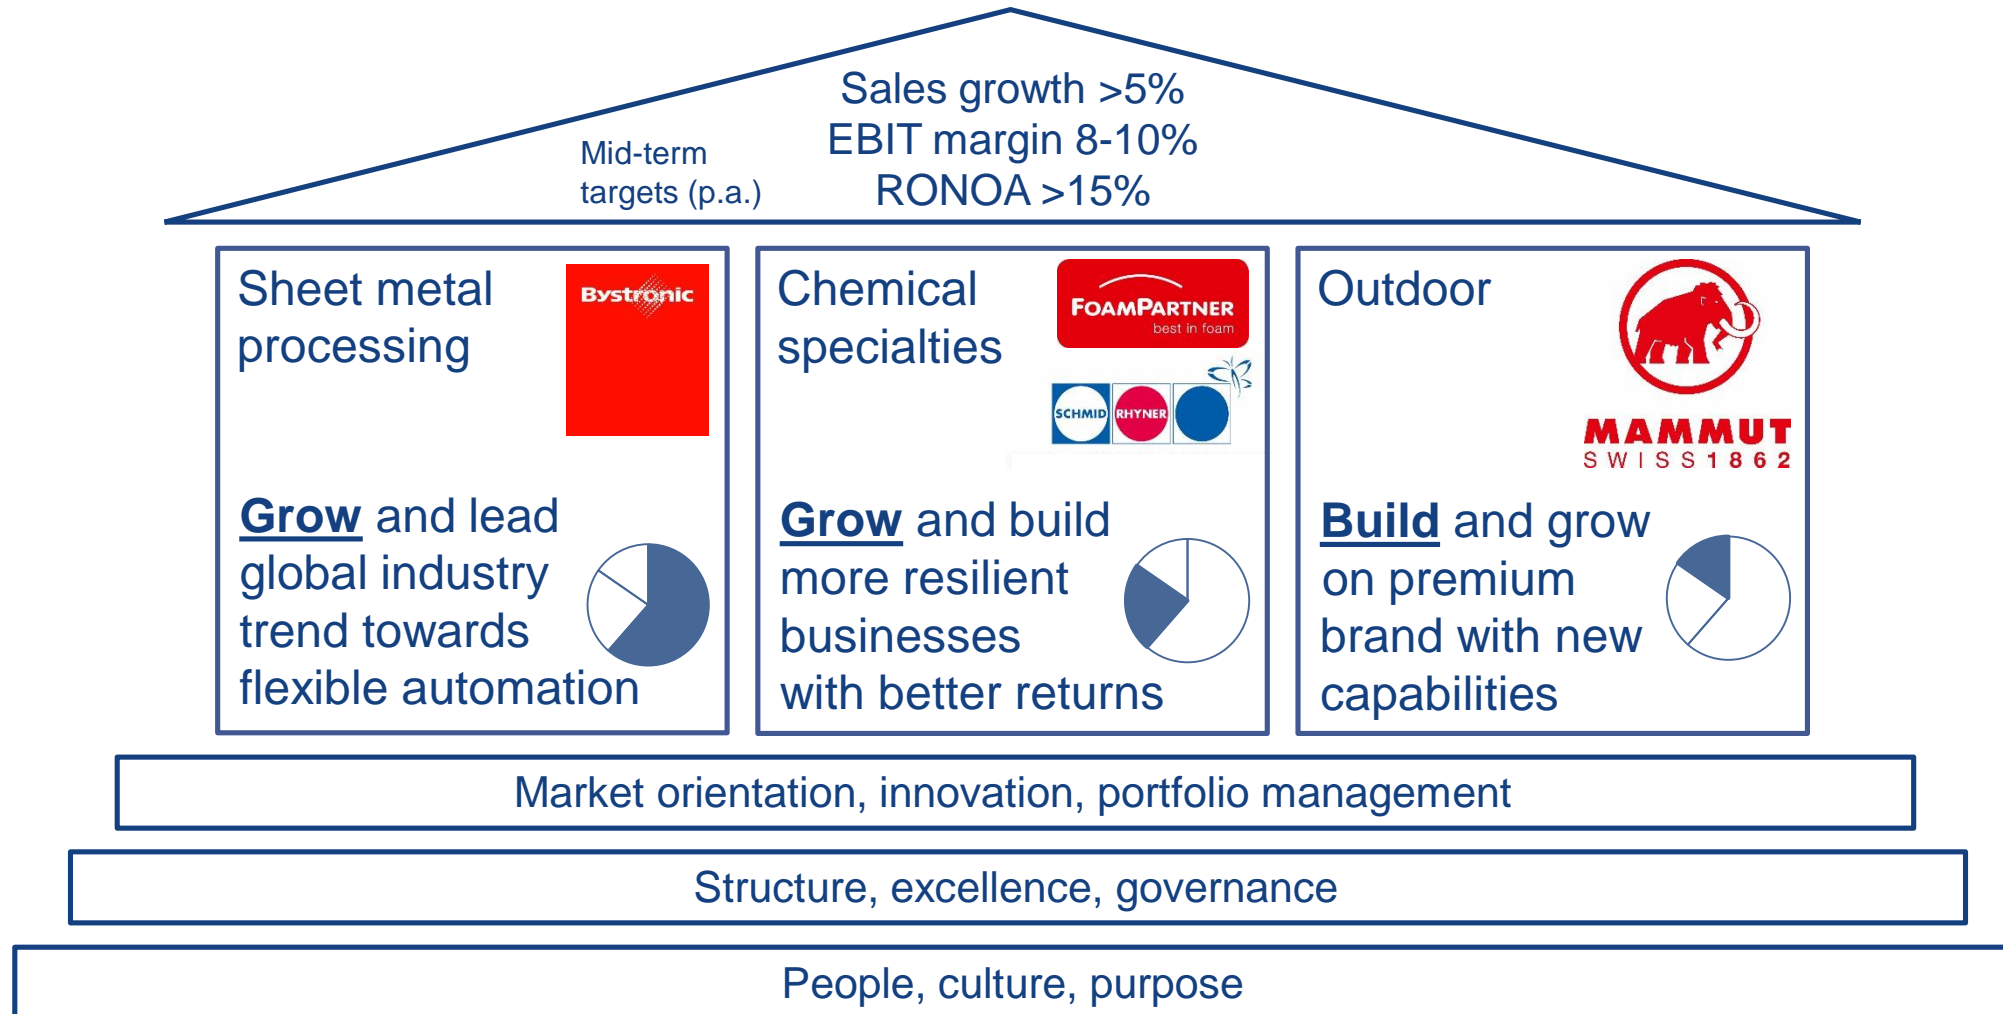 Sales growth >5%
EBIT margin 8-10%
RONOA >15%
Mid-term
targets (p.a.)
Sheet metal
processing
Bystronic
Grow and lead
global industry
trend towards
flexible automation
Chemical
specialties
FOAMPARTNER
best in foam
SCHMID RHYNER
Grow and build
more resilient
businesses
with better returns
Outdoor
MAMMUT
SWISS 1862
Build and grow
on premium
brand with new
capabilities
Market orientation, innovation, portfolio management
Structure, excellence, governance
People, culture, purpose